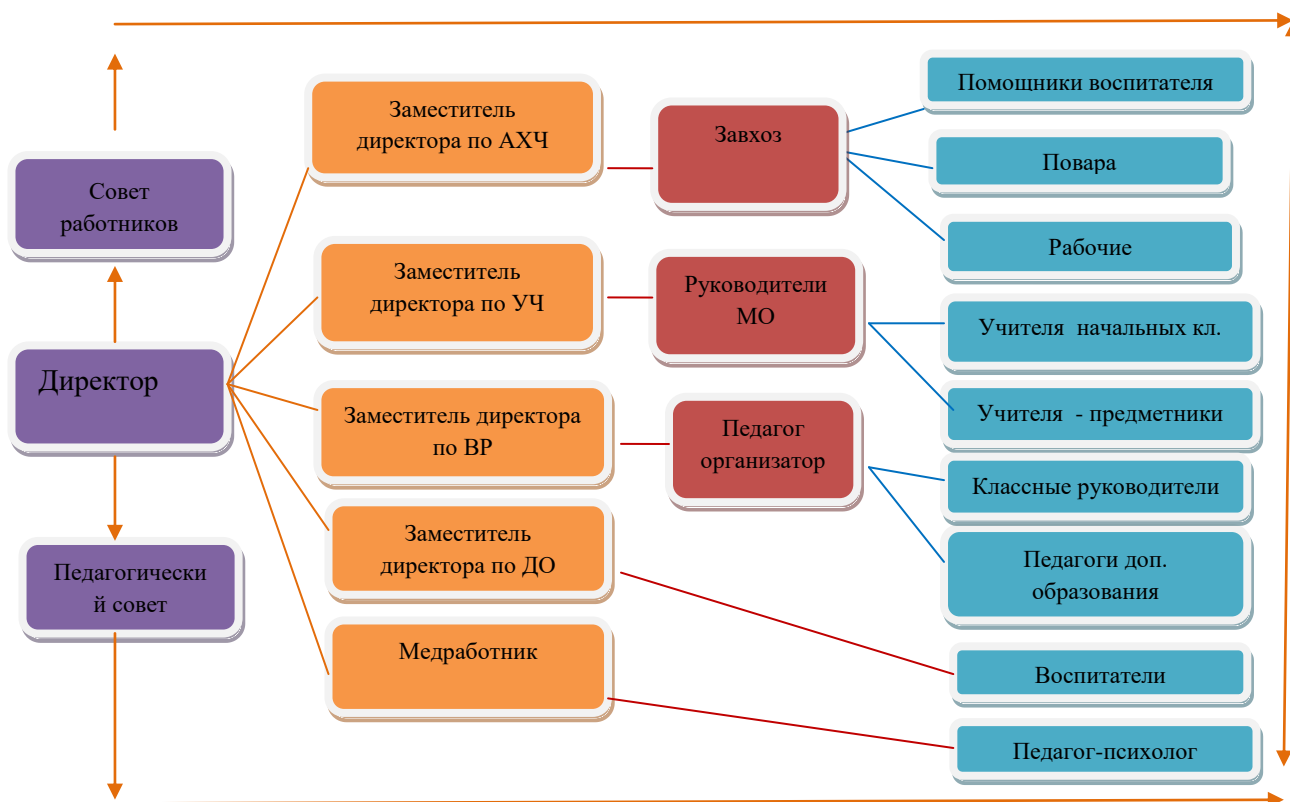 Совет
работников
Директор
Педагогически
й совет
Заместитель
директора по АХЧ
Заместитель
директора по УЧ
Заместитель директора
по ВР
Заместитель
директора по ДО
Медработник
Завхоз
Руководители
МО
Педагог
организатор
Помощники воспитателя
Повара
Рабочие
Учителя начальных кл.
Учителя - предметники
Классные руководители
Педагоги доп.
образования
Воспитатели
Педагог-психолог